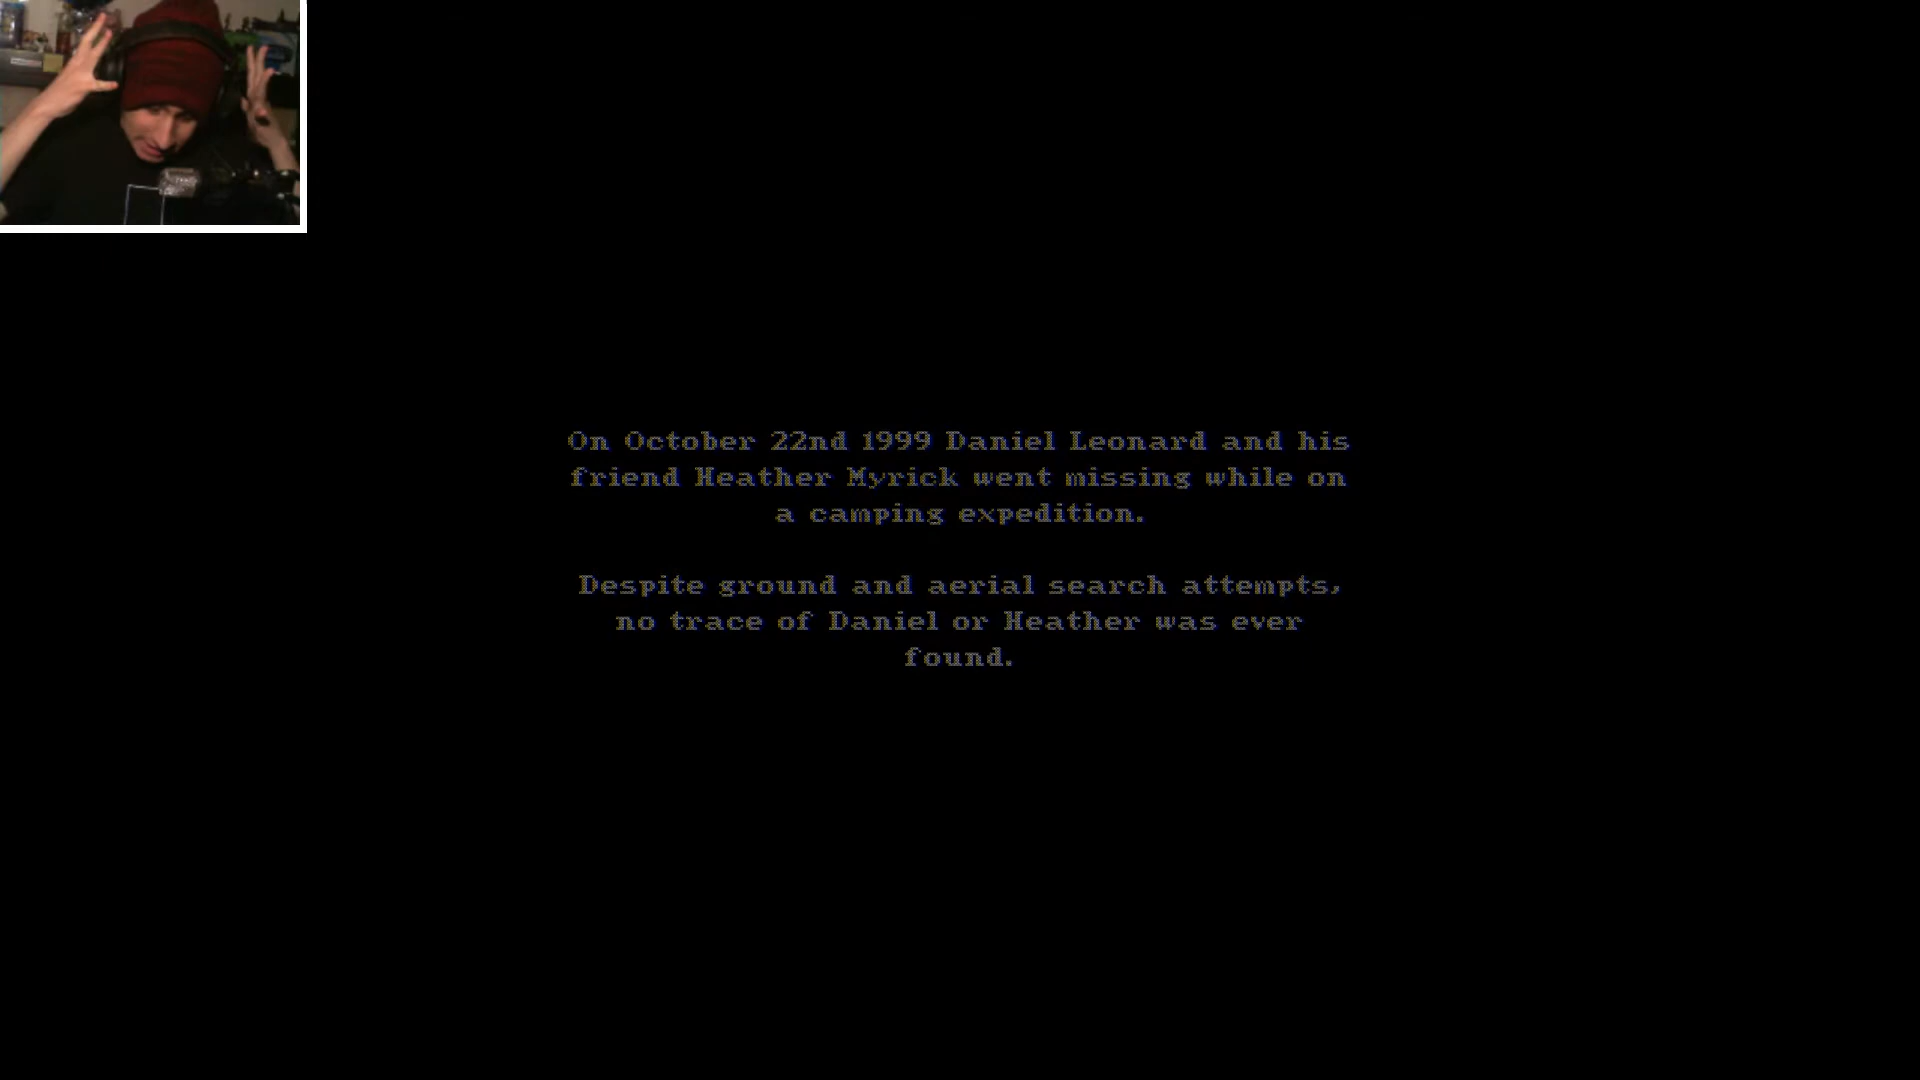 On October 22nd 1999 Daniel Leonard and his
friend Heather Myrick went missing while on
a camping expedition.
Despite ground and aerial search attempts,
no trace of Daniel or Heather was ever
found.